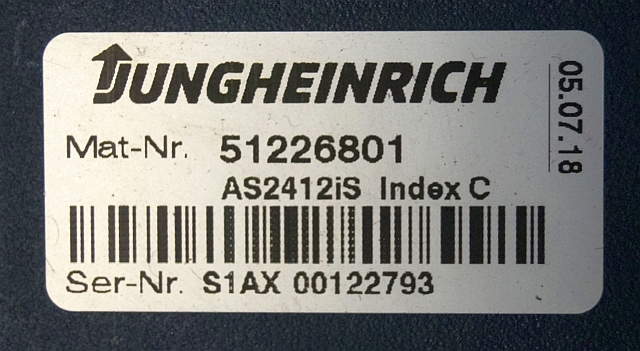 JUNGHEINRICH
Mat-Nr. 51226801
AS2412iS Index C
Ser-Nr. S1AX 00122793
05.07.18